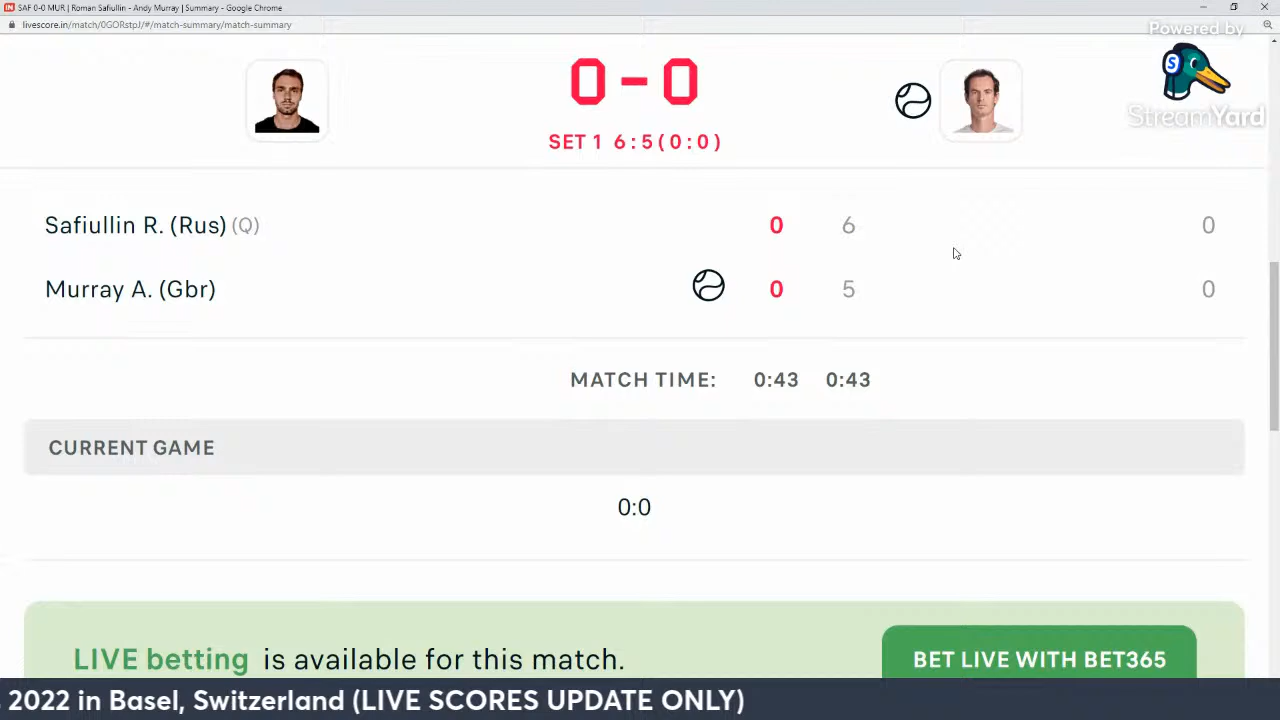 SAF 0-0 MUR | Roman Safiullin - Andy Murray | Summary - Google Chrome
livescore.in/match/0GORstpJ/#/match-summary/match-summary
Powered by
StreamYard
0 - 0
SET 1 6 : 5 ( 0 : 0 )
Safiullin R. (Rus) (Q) 0 6 0
Murray A. (Gbr) 0 5 0
MATCH TIME: 0:43 0:43
CURRENT GAME
0:0
LIVE betting is available for this match.
BET LIVE WITH BET365
2022 in Basel, Switzerland (LIVE SCORES UPDATE ONLY)